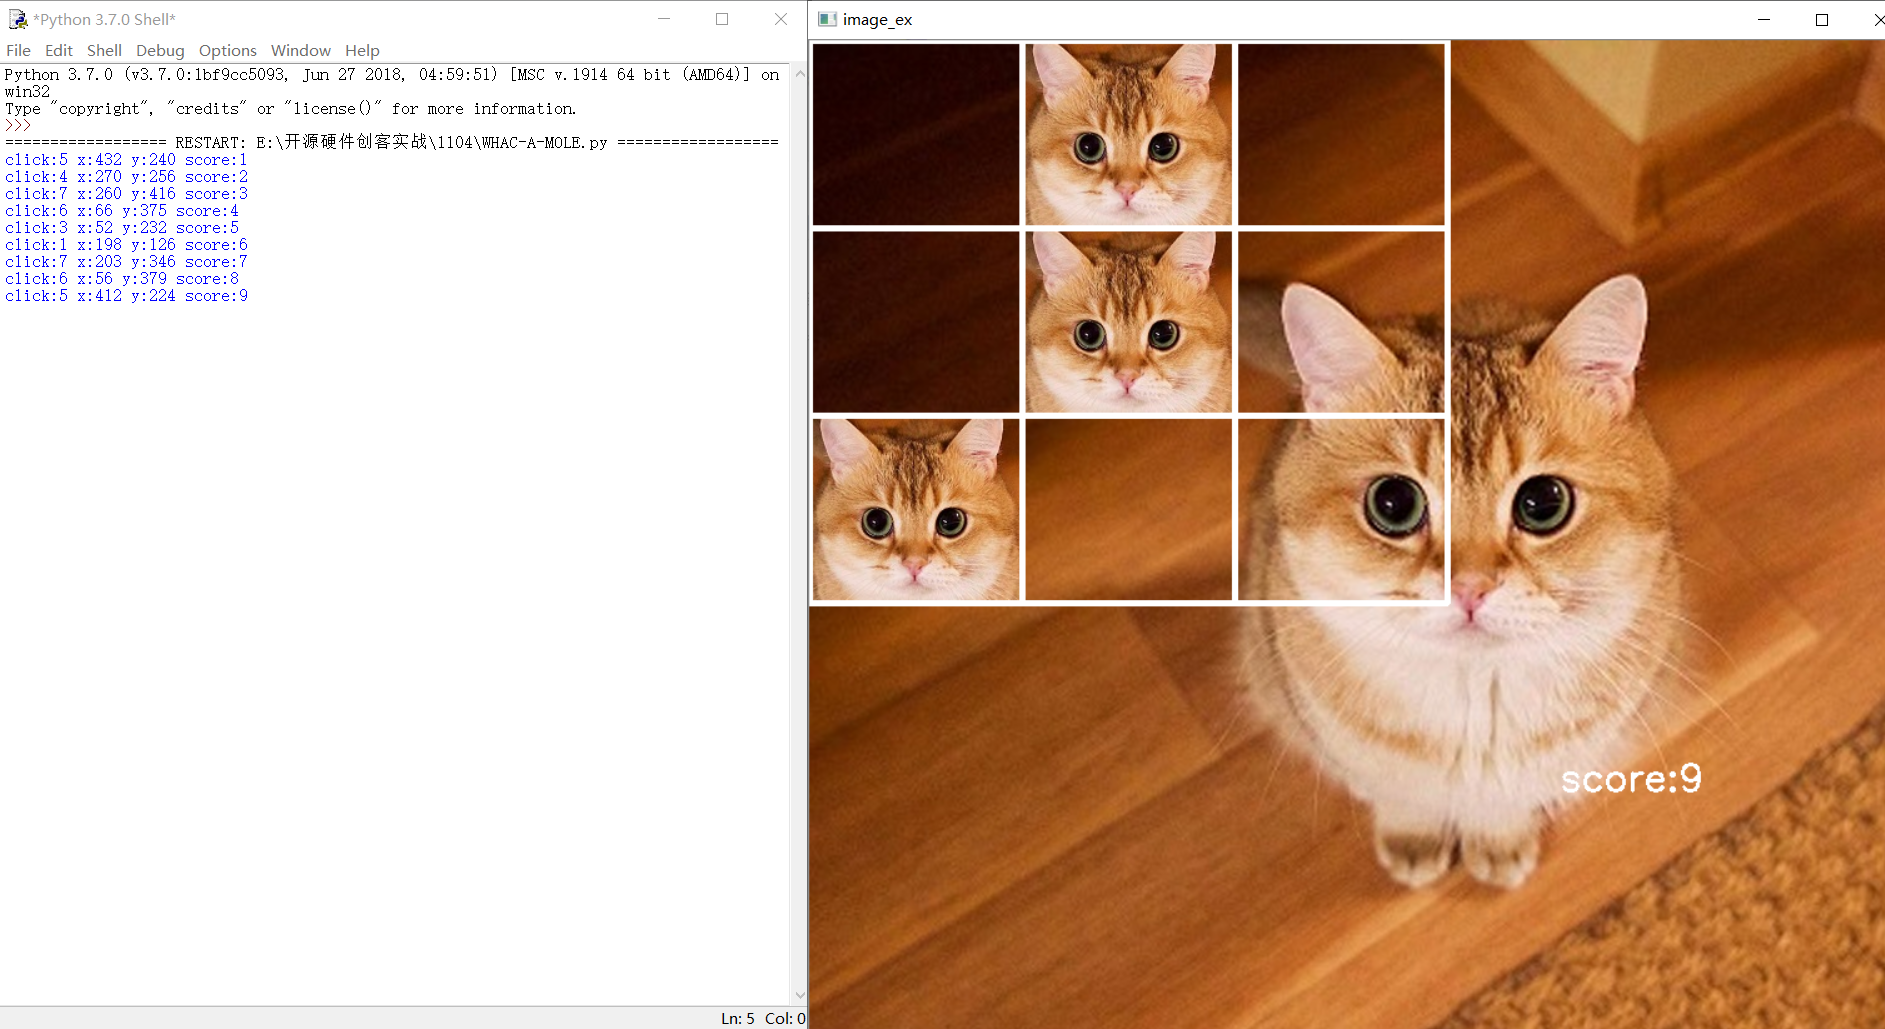 *Python 3.7.0 Shell*
File Edit Shell Debug Options Window Help
Python 3.7.0 (v3.7.0:1bf9cc5093, Jun 27 2018, 04:59:51) [MSC v.1914 64 bit (AMD64)] on
win32
Type "copyright", "credits" or "license()" for more information.
>>>
================== RESTART: E:\开源硬件创客实战\1104\WHAC-A-MOLE.py ==================
click:5 x:432 y:240 score:1
click:4 x:270 y:256 score:2
click:7 x:260 y:416 score:3
click:6 x:66 y:375 score:4
click:3 x:52 y:232 score:5
click:1 x:198 y:126 score:6
click:7 x:203 y:346 score:7
click:6 x:56 y:379 score:8
click:5 x:412 y:224 score:9
Ln: 5 Col: 0
image_ex
score:9